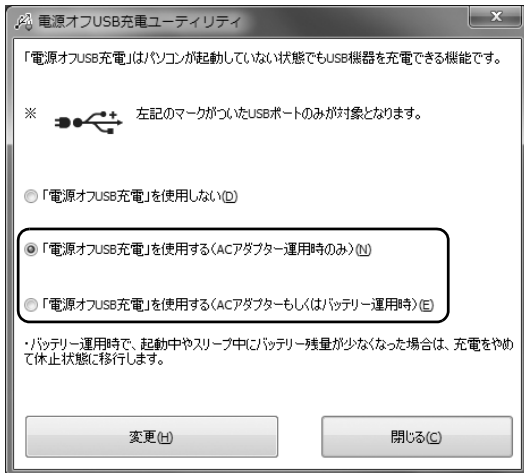 電源オフUSB充電ユーティリティ
「電源オフUSB充電」はパソコンが起動していない状態でもUSB機器を充電できる機能です。
※ 左記のマークがついたUSBポートのみが対象となります。
「電源オフUSB充電」を使用しない(D)
「電源オフUSB充電」を使用する(ACアダプター運用時のみ)(N)
「電源オフUSB充電」を使用する(ACアダプターもしくはバッテリー運用時)(E)
・バッテリー運用時で、起動中やスリープ中にバッテリー残量が少なくなった場合は、充電をやめ
て休止状態に移行します。
変更(H) 閉じる(C)